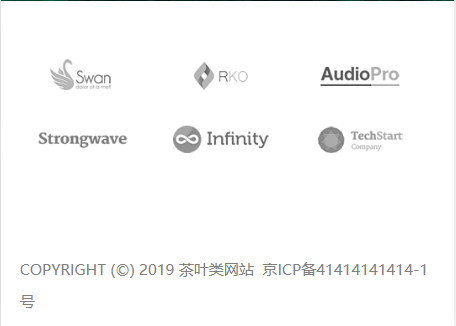 Swan
dolor sit a met
RKO
AudioPro
Strongwave
Infinity
TechStart
Company
COPYRIGHT (©) 2019 茶叶类网站 京ICP备41414141414-1
号